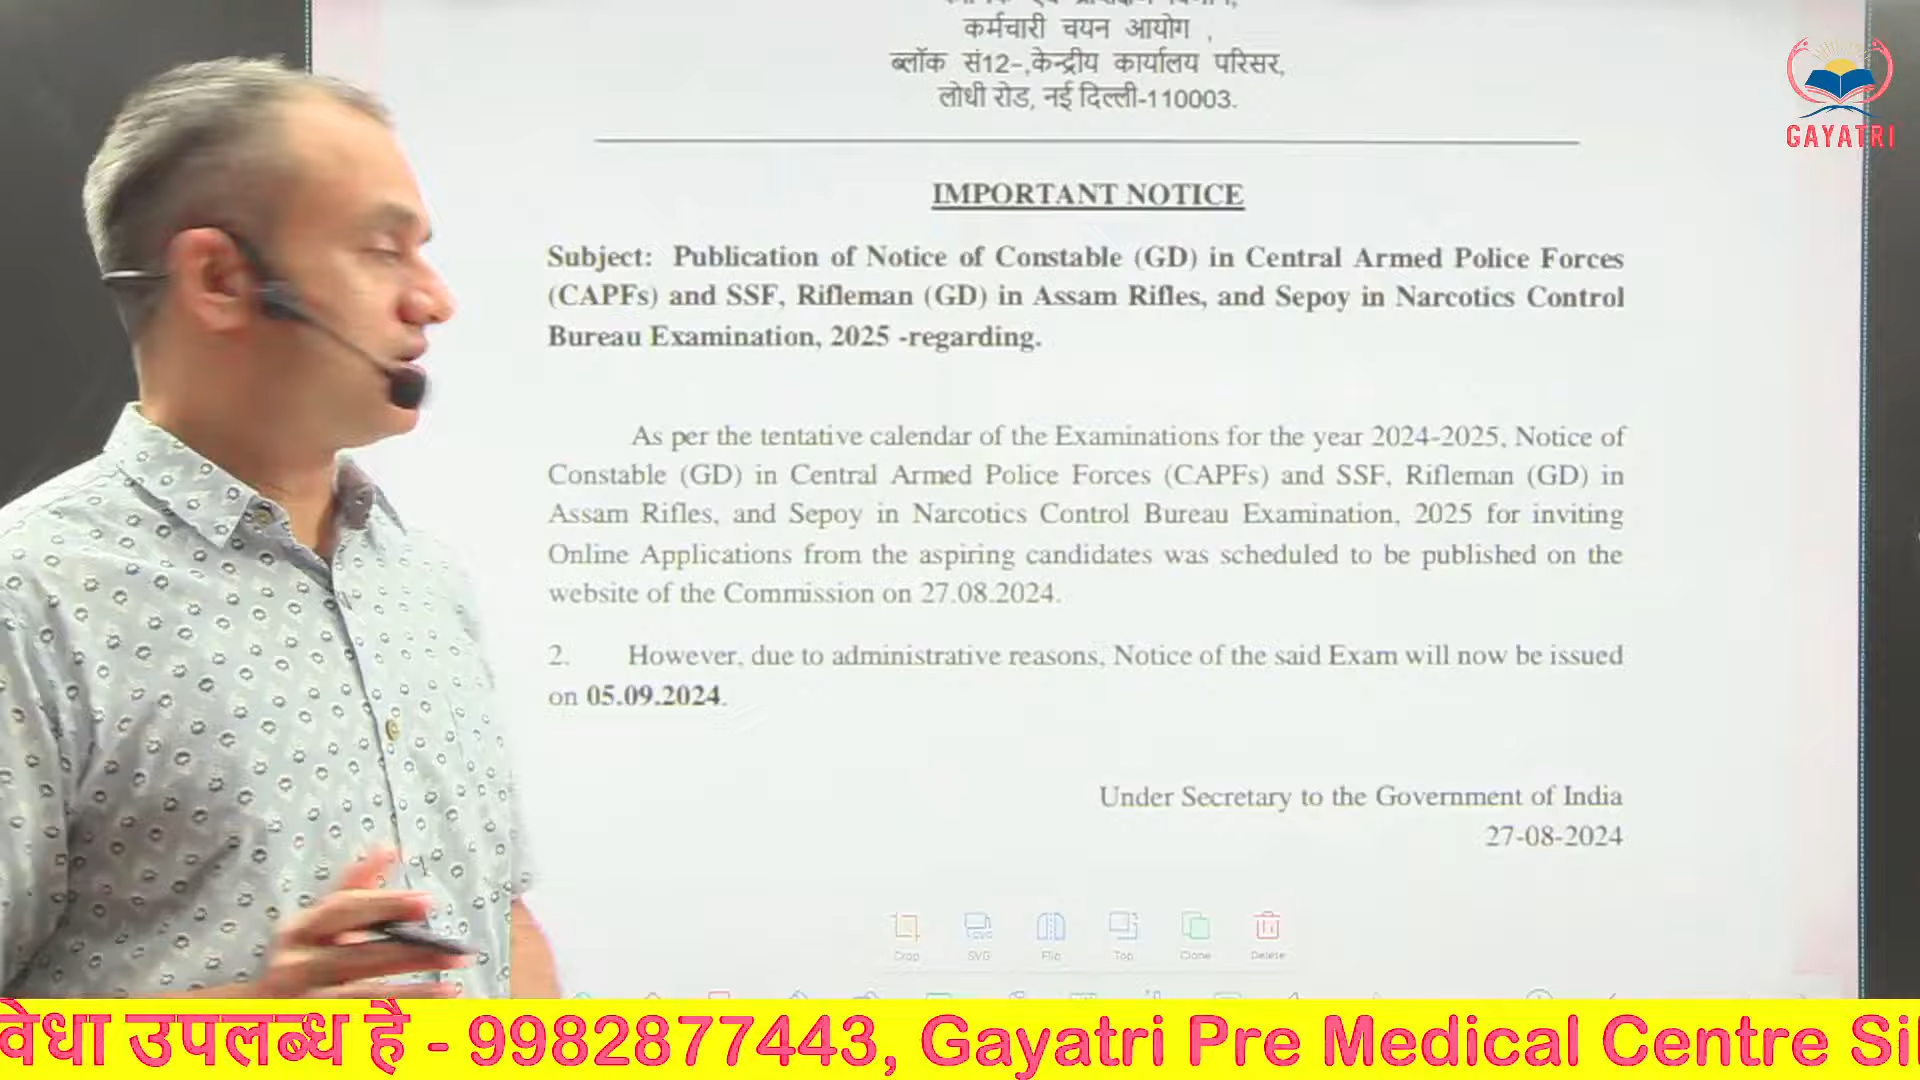 कर्मचारी चयन आयोग ,
ब्लॉक सं12-,केन्द्रीय कार्यालय परिसर,
लोधी रोड, नई दिल्ली-110003.
GAYATRI
IMPORTANT NOTICE
Subject: Publication of Notice of Constable (GD) in Central Armed Police Forces
(CAPFs) and SSF, Rifleman (GD) in Assam Rifles, and Sepoy in Narcotics Control
Bureau Examination, 2025 -regarding.
As per the tentative calendar of the Examinations for the year 2024-2025, Notice of
Constable (GD) in Central Armed Police Forces (CAPFs) and SSF, Rifleman (GD) in
Assam Rifles, and Sepoy in Narcotics Control Bureau Examination, 2025 for inviting
Online Applications from the aspiring candidates was scheduled to be published on the
website of the Commission on 27.08.2024.
2. However, due to administrative reasons, Notice of the said Exam will now be issued
on 05.09.2024.
Under Secretary to the Government of India
27-08-2024
Crop SVG Flip Top Clone Delete
विधा उपलब्ध है - 9982877443, Gayatri Pre Medical Centre